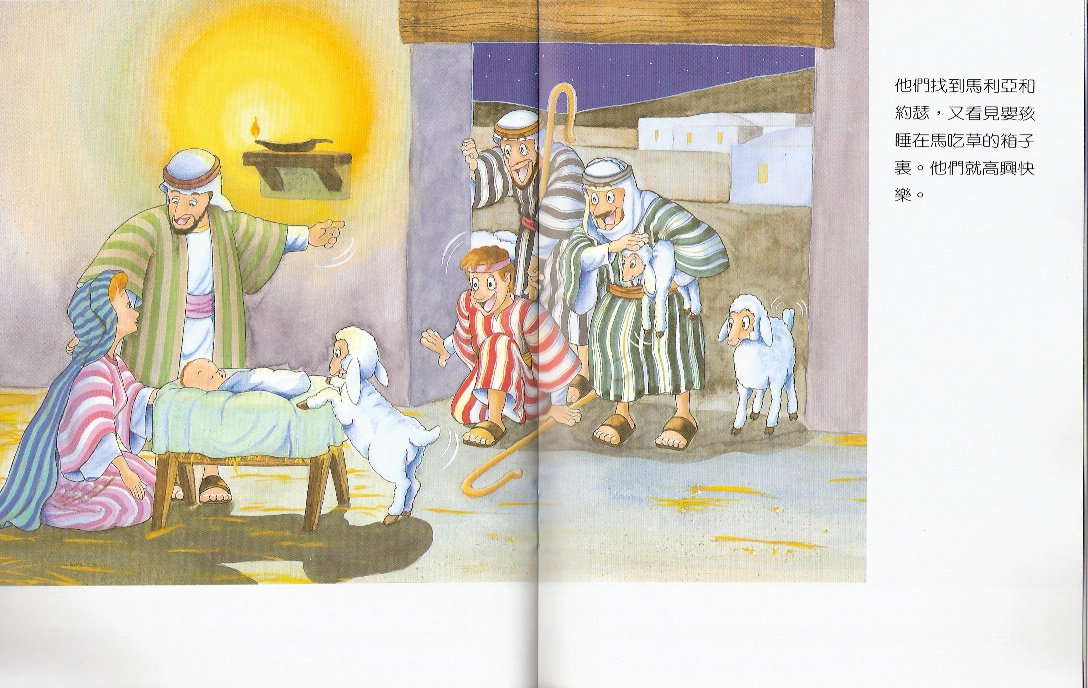 他們找到馬利亞和
約瑟，又看見嬰孩
睡在馬吃草的箱子
裏。他們就高興快
樂。